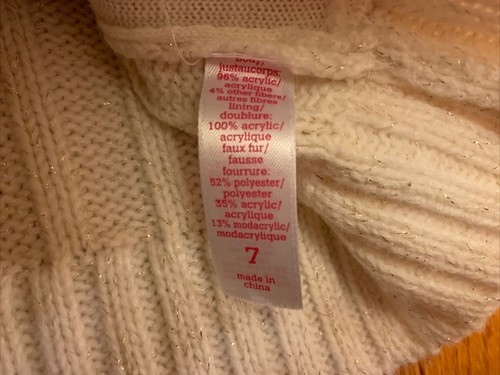 body/
justaucorps:
96% acrylic/
acrylique
4% other fibers/
autres fibres
lining/
doublure:
100% acrylic/
acrylique
faux fur/
fausse
fourrure:
52% polyester/
polyester
35% acrylic/
acrylique
13% modacrylic/
modacrylique
7
made in
china